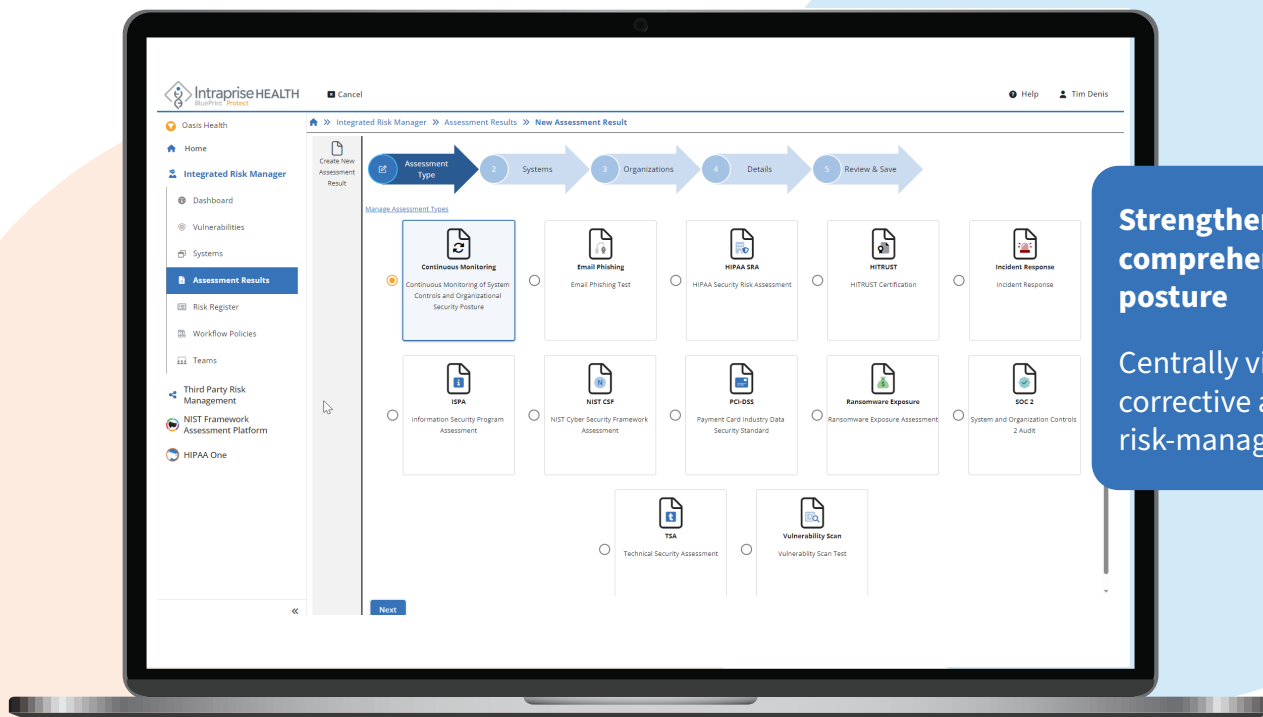 Intraprise HEALTH
BluePrint Protect
Cancel
Help
Tim Denis
Oasis Health
Home
Integrated Risk Manager
Dashboard
Vulnerabilities
Systems
Assessment Results
Risk Register
Workflow Policies
Teams
Third Party Risk
Management
NIST Framework
Assessment Platform
HIPAA One
«
» Integrated Risk Manager » Assessment Results » New Assessment Result
Create New
Assessment
Result
Assessment
Type
2 Systems
3 Organizations
4 Details
5 Review & Save
Manage Assessment Types
Continuous Monitoring
Continuous Monitoring of System
Controls and Organizational
Security Posture
Email Phishing
Email Phishing Test
HIPAA SRA
HIPAA Security Risk Assessment
HITRUST
HITRUST Certification
Incident Response
Incident Response
ISPA
Information Security Program
Assessment
N
NIST CSF
NIST Cyber Security Framework
Assessment
PCI-DSS
Payment Card Industry Data
Security Standard
Ransomware Exposure
Ransomware Exposure Assessment
SOC 2
System and Organization Controls
2 Audit
t
TSA
Technical Security Assessment
Vulnerability Scan
Vulnerablity Scan Test
Next
Strengthe
comprehe
posture
Centrally vi
corrective a
risk-manag